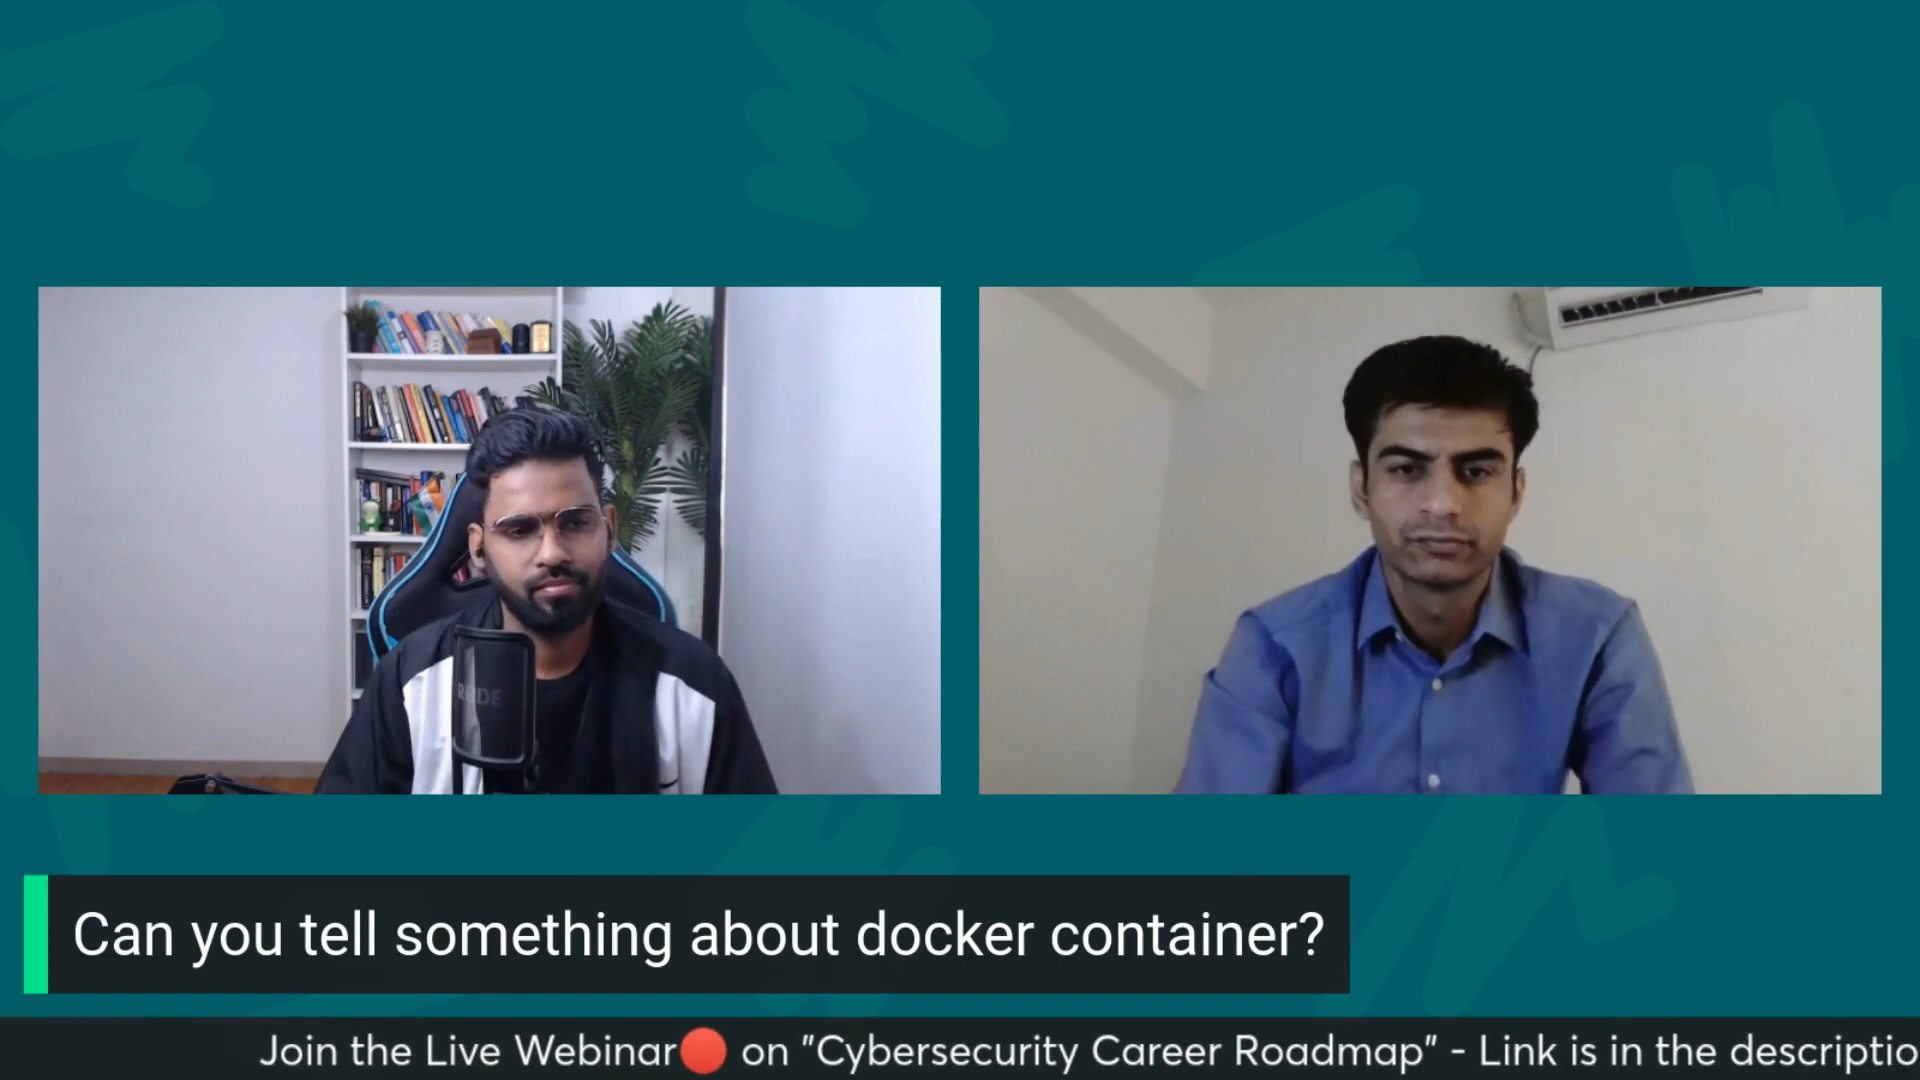 RODE
Can you tell something about docker container?
Join the Live Webinar🔴 on "Cybersecurity Career Roadmap" - Link is in the descriptio